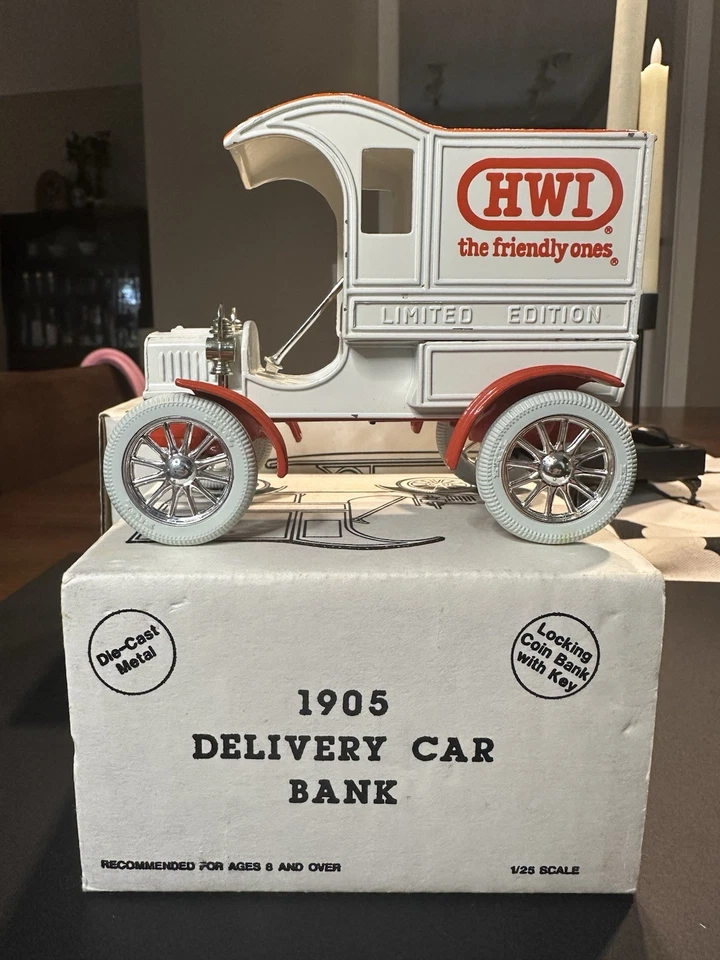 HWI®
the friendly ones®
LIMITED EDITION
Die-Cast
Metal
Locking
Coin Bank
with Key
1905
DELIVERY CAR
BANK
RECOMMENDED FOR AGES 8 AND OVER
1/25 SCALE